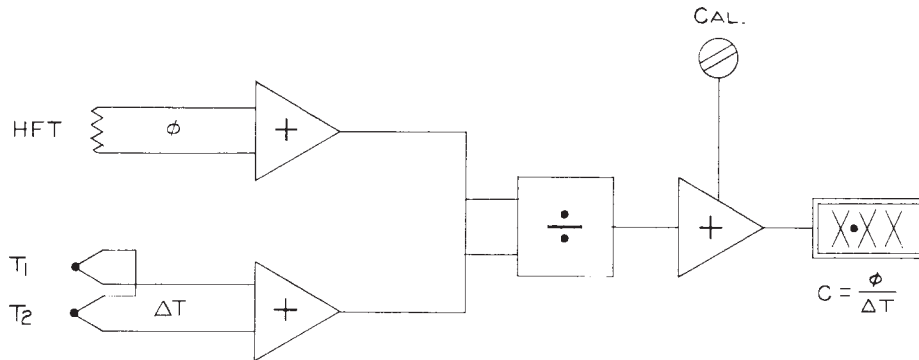 CAL.
HFT
φ
+
÷
+
X.XX
T1
T2
ΔT
+
C = φ/ΔT